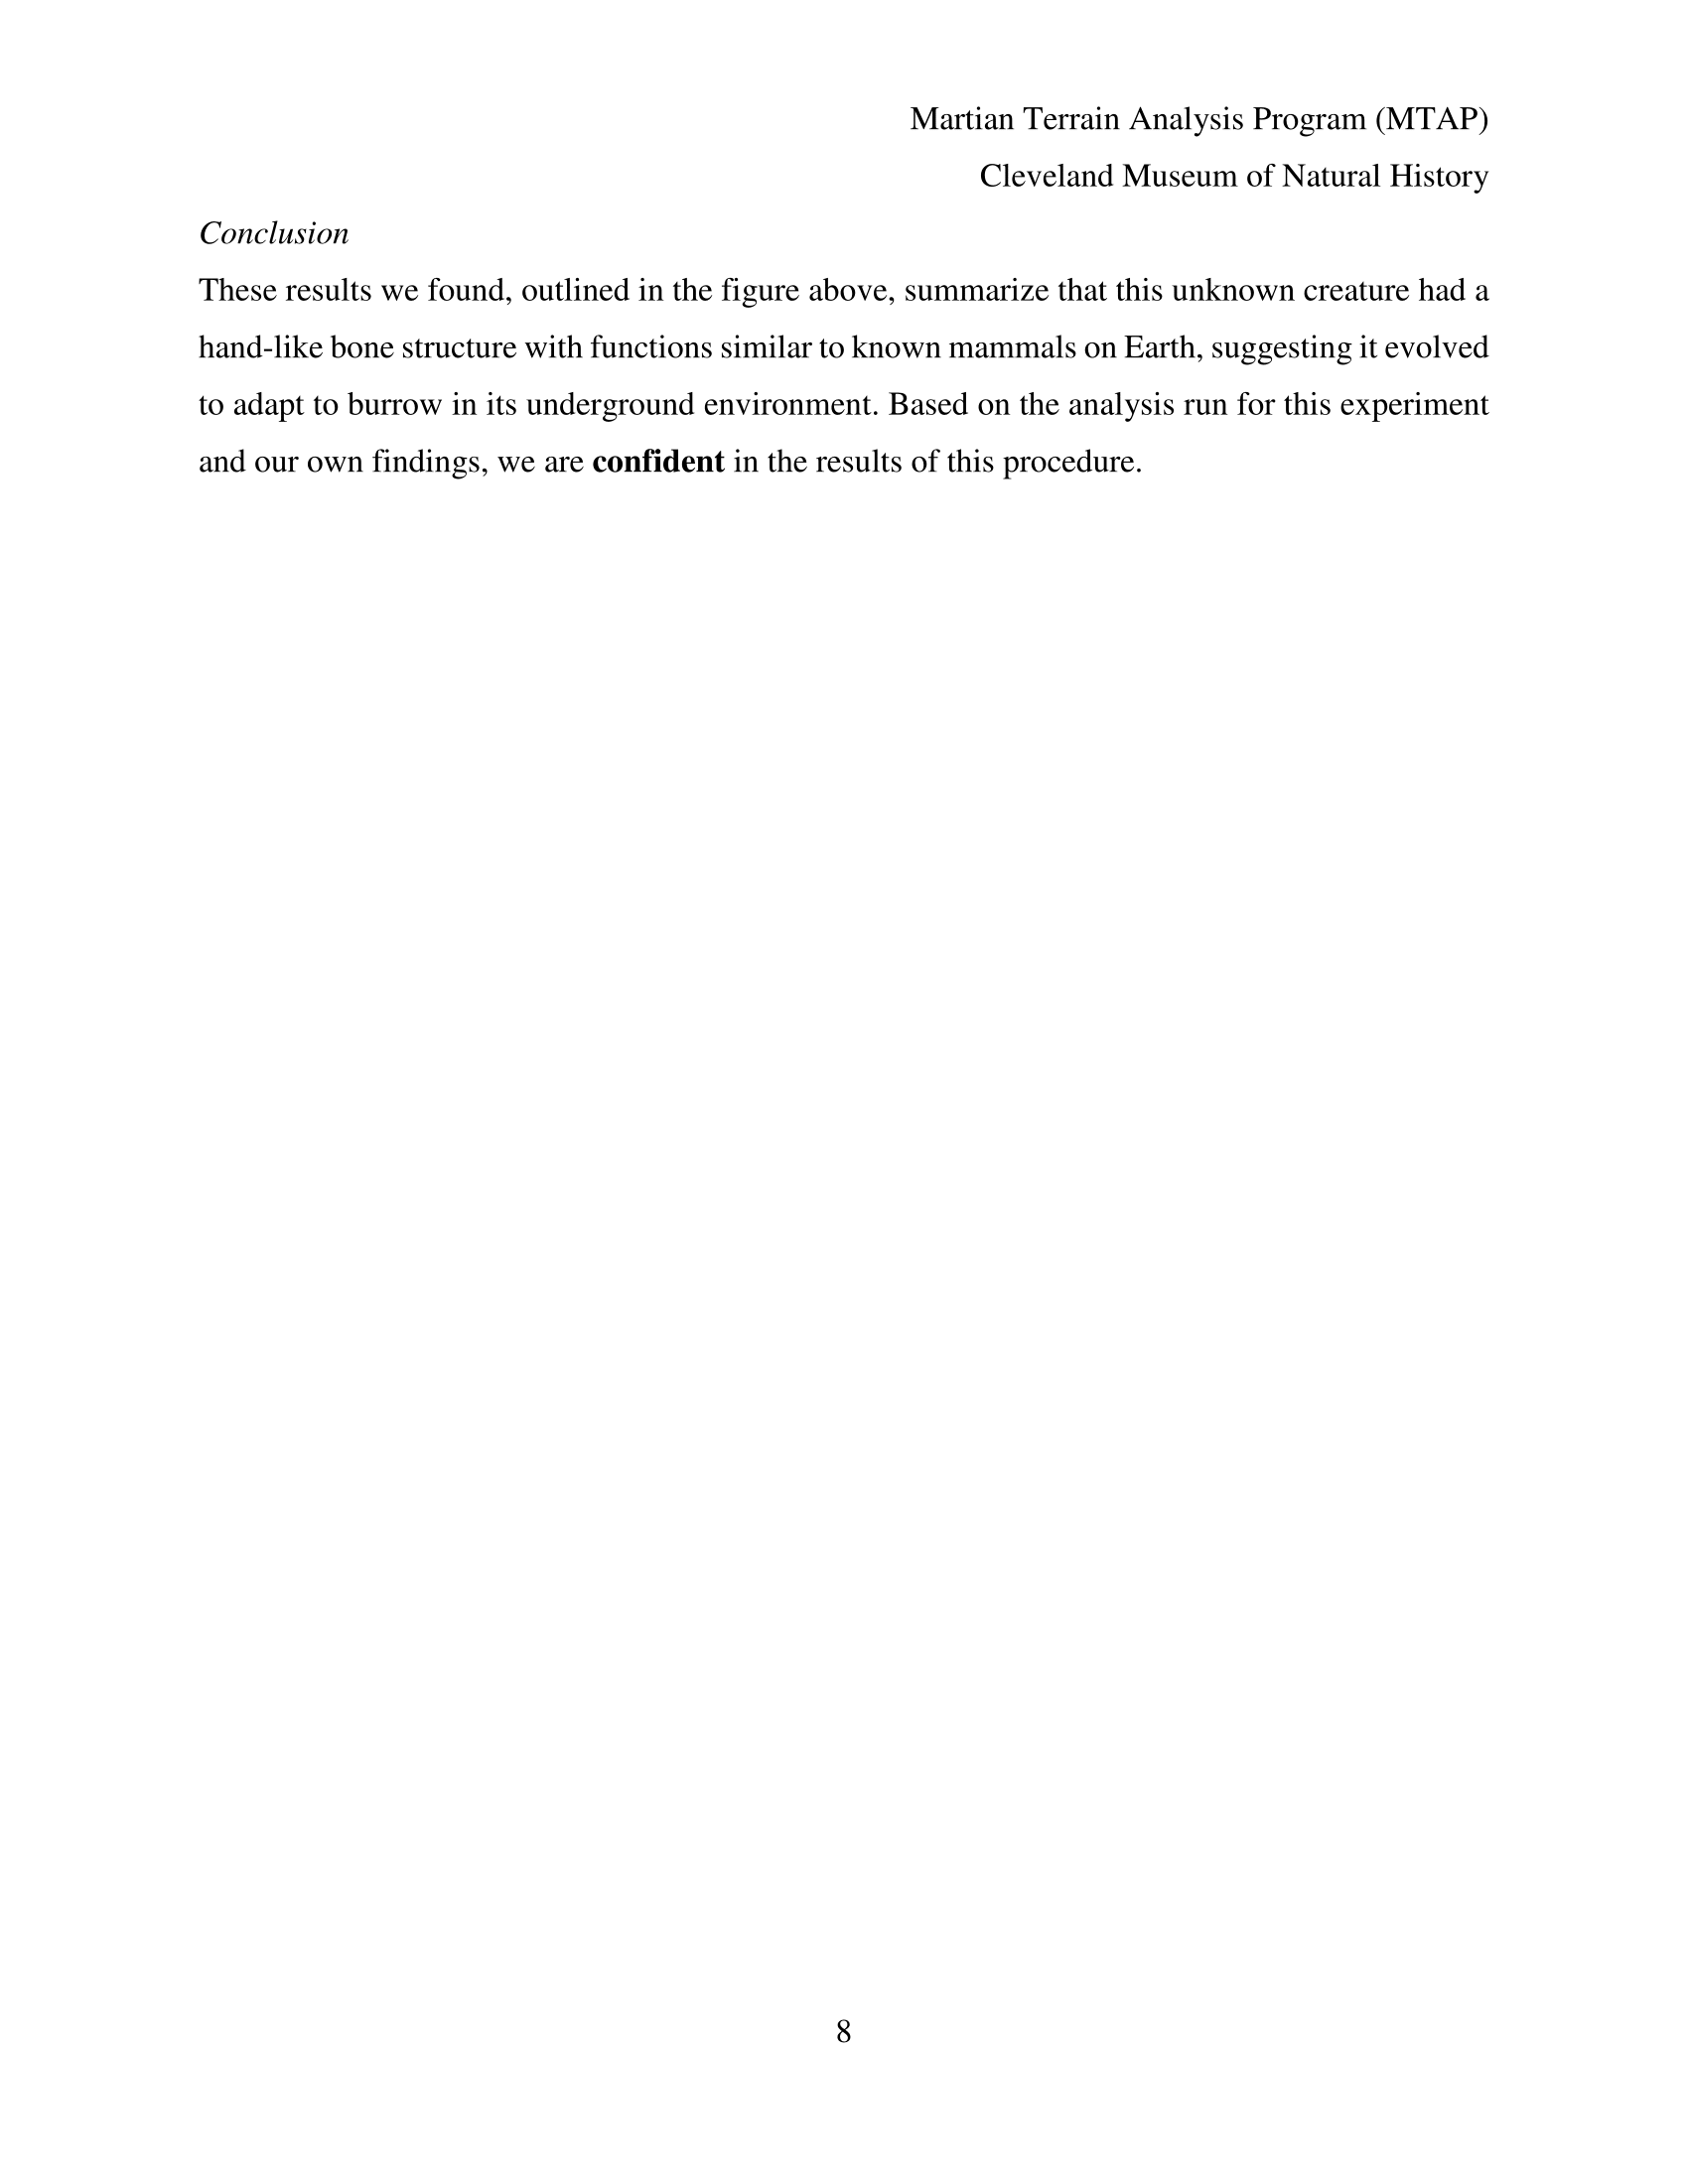 Martian Terrain Analysis Program (MTAP)
Cleveland Museum of Natural History
Conclusion
These results we found, outlined in the figure above, summarize that this unknown creature had a
hand-like bone structure with functions similar to known mammals on Earth, suggesting it evolved
to adapt to burrow in its underground environment. Based on the analysis run for this experiment
and our own findings, we are confident in the results of this procedure.
8